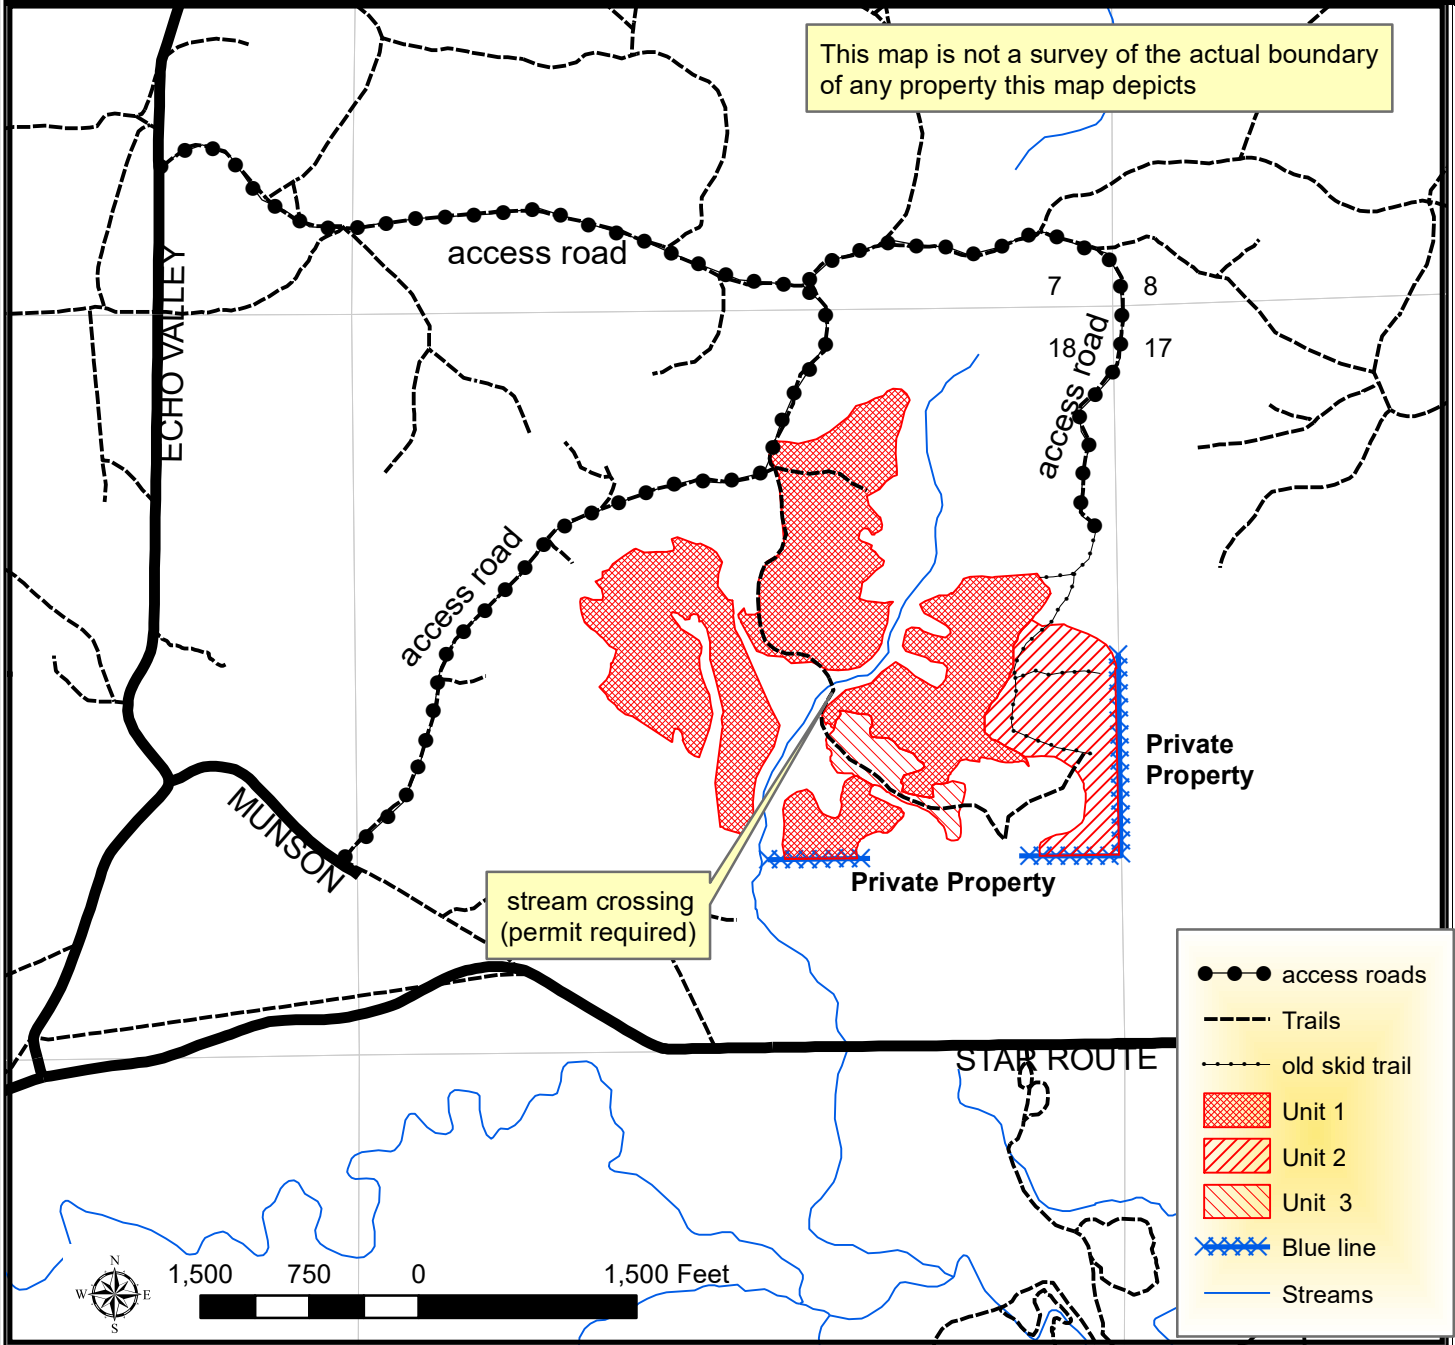 This map is not a survey of the actual boundary
of any property this map depicts
ECHO VALLEY
access road
7
8
18
17
access road
access road
Private
Property
MUNSON
Private Property
stream crossing
(permit required)
STAR ROUTE
access roads
Trails
old skid trail
Unit 1
Unit 2
Unit 3
Blue line
Streams
N
W
E
S
1,500 750 0 1,500 Feet